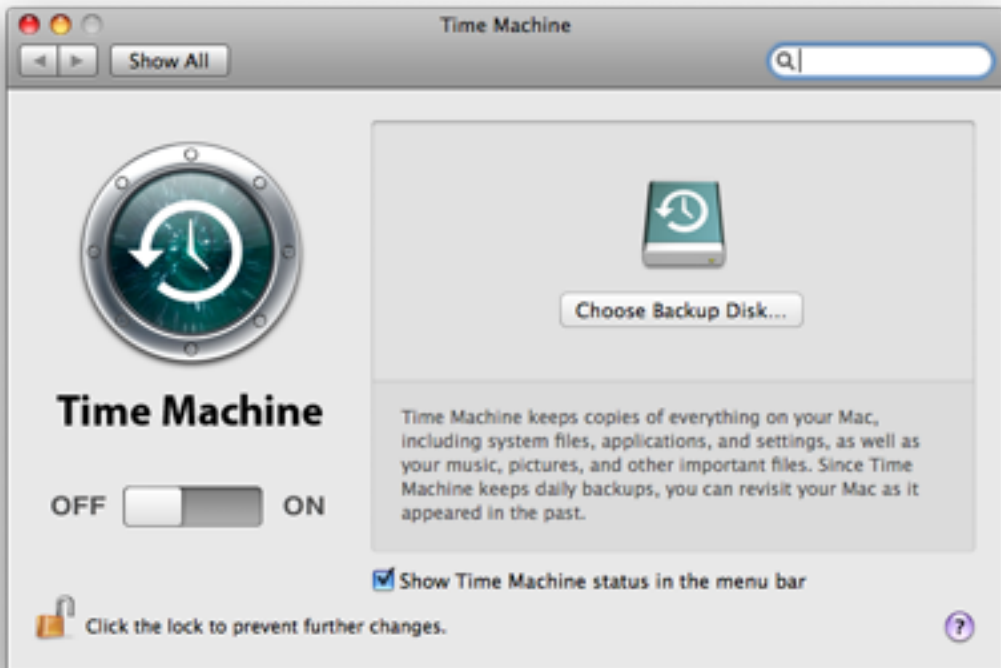 Time Machine
Show All
Choose Backup Disk...
Time Machine
Time Machine keeps copies of everything on your Mac,
including system files, applications, and settings, as well as
your music, pictures, and other important files. Since Time
Machine keeps daily backups, you can revisit your Mac as it
appeared in the past.
OFF ON
Show Time Machine status in the menu bar
Click the lock to prevent further changes.
?